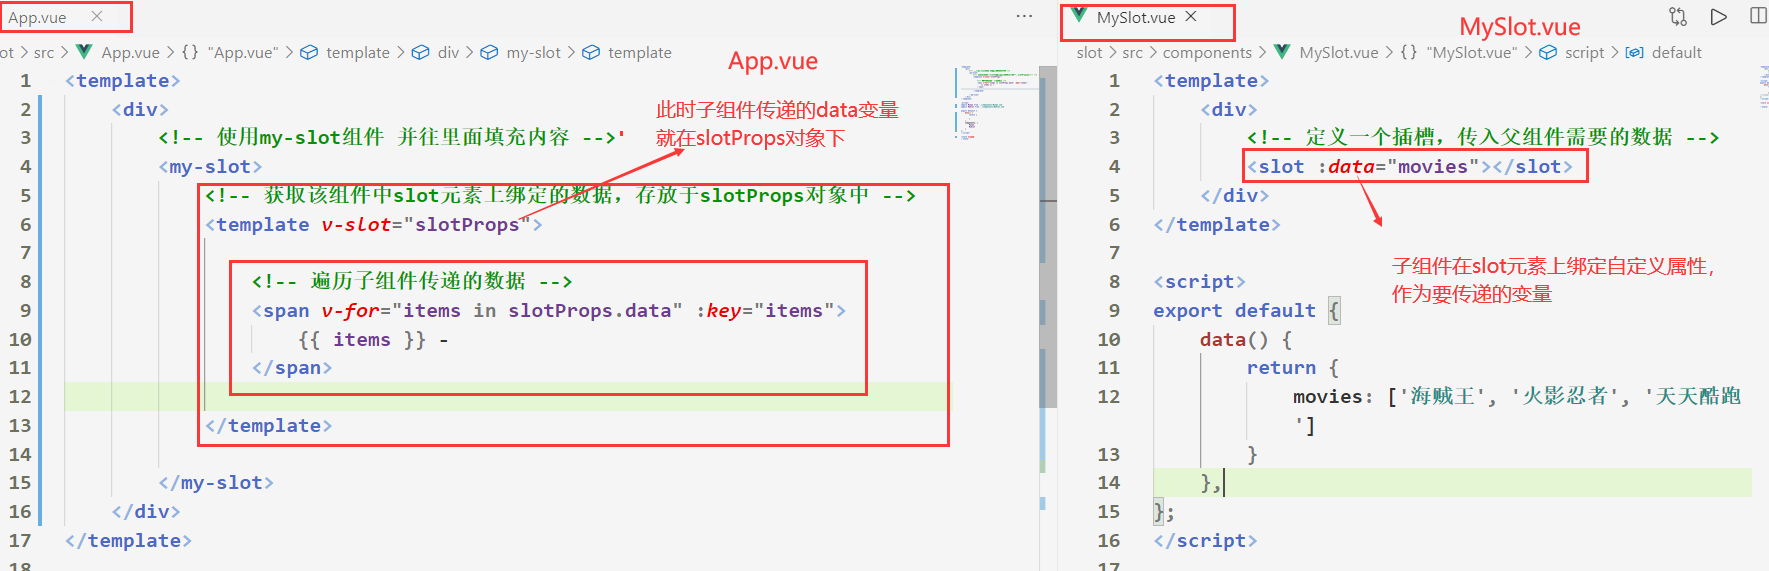 App.vue
ot > src > App.vue > {} "App.vue" > template > div > my-slot > template
App.vue
此时子组件传递的data变量
就在slotProps对象下
1 <template>
2 <div>
3 <!-- 使用my-slot组件 并往里面填充内容 -->'
4 <my-slot>
5 <!-- 获取该组件中slot元素上绑定的数据，存放于slotProps对象中 -->
6 <template v-slot="slotProps">
7
8 <!-- 遍历子组件传递的数据 -->
9 <span v-for="items in slotProps.data" :key="items">
10 {{ items }} -
11 </span>
12
13 </template>
14
15 </my-slot>
16 </div>
17 </template>
18
MySlot.vue
MySlot.vue
slot > src > components > MySlot.vue > {} "MySlot.vue" > script > default
1 <template>
2 <div>
3 <!-- 定义一个插槽，传入父组件需要的数据 -->
4 <slot :data="movies"></slot>
5 </div>
6 </template>
7
8 <script>
9 export default {
10 data() {
11 return {
12 movies: ['海贼王', '火影忍者', '天天酷跑
']
13 }
14 },
15 };
16 </script>
17
子组件在slot元素上绑定自定义属性，
作为要传递的变量